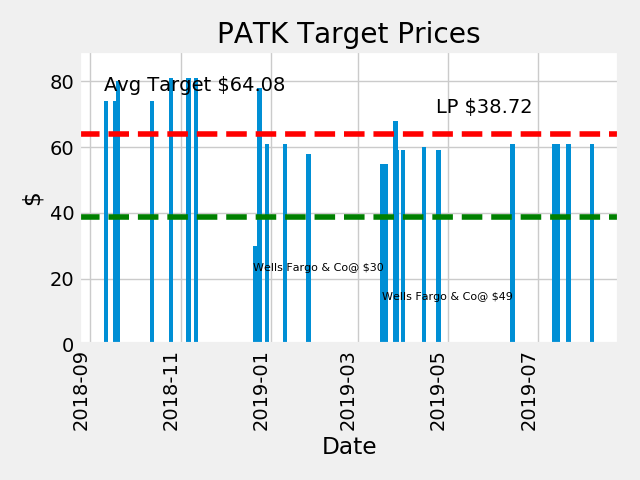 PATK Target Prices
Avg Target $64.08
LP $38.72
Wells Fargo & Co@ $30
Wells Fargo & Co@ $49
$
80
60
40
20
0
2018-09
2018-11
2019-01
2019-03
2019-05
2019-07
Date